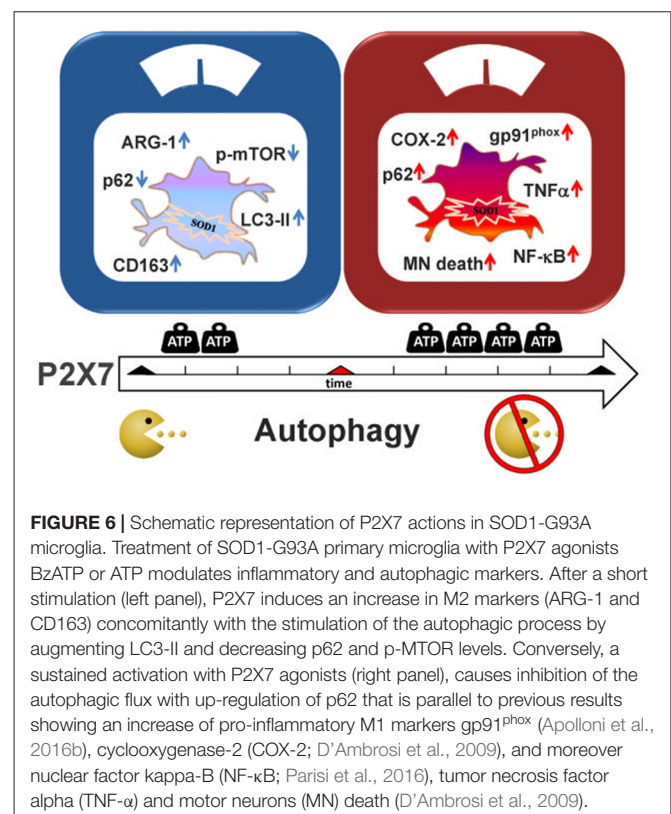 ARG-1↑
p-mTOR↓
p62↓
LC3-II↑
SOD1
CD163↑
COX-2↑
gp91phox↑
p62↑
TNFα↑
SOD1
MN death↑
NF-κB↑
ATP ATP
ATP ATP ATP ATP
P2X7
time
Autophagy
FIGURE 6 | Schematic representation of P2X7 actions in SOD1-G93A
microglia. Treatment of SOD1-G93A primary microglia with P2X7 agonists
BzATP or ATP modulates inflammatory and autophagic markers. After a short
stimulation (left panel), P2X7 induces an increase in M2 markers (ARG-1 and
CD163) concomitantly with the stimulation of the autophagic process by
augmenting LC3-II and decreasing p62 and p-MTOR levels. Conversely, a
sustained activation with P2X7 agonists (right panel), causes inhibition of the
autophagic flux with up-regulation of p62 that is parallel to previous results
showing an increase of pro-inflammatory M1 markers gp91phox (Apolloni et al.,
2016b), cyclooxygenase-2 (COX-2; D’Ambrosi et al., 2009), and moreover
nuclear factor kappa-B (NF-κB; Parisi et al., 2016), tumor necrosis factor
alpha (TNF-α) and motor neurons (MN) death (D’Ambrosi et al., 2009).